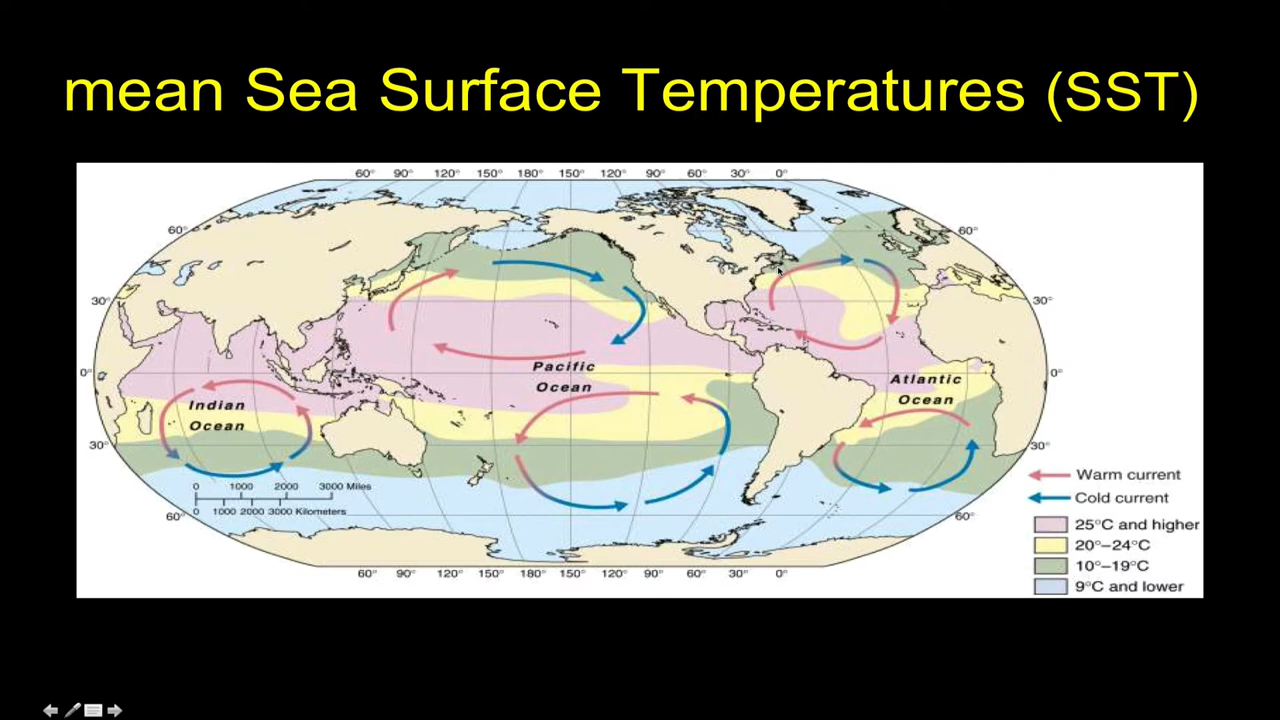 mean Sea Surface Temperatures (SST)
60° 90° 120° 150° 180° 150° 120° 90° 60° 30° 0°
60° 60°
30° 30°
0° 0°
Pacific
Ocean
Atlantic
Ocean
Indian
Ocean
30° 30°
Warm current
Cold current
0 1000 2000 3000 Miles
0 1000 2000 3000 Kilometers
60° 60°
25°C and higher
20°–24°C
10°–19°C
9°C and lower
60° 90° 120° 150° 180° 150° 120° 90° 60° 30° 0°